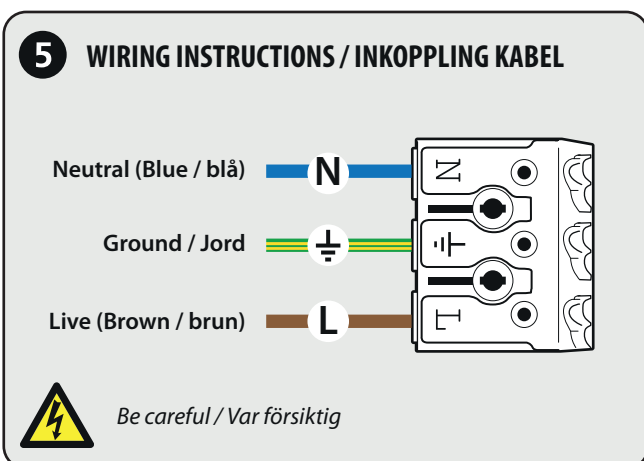 5 WIRING INSTRUCTIONS / INKOPPLING KABEL
Neutral (Blue / blå) N N
Ground / Jord
Live (Brown / brun) L L
Be careful / Var försiktig